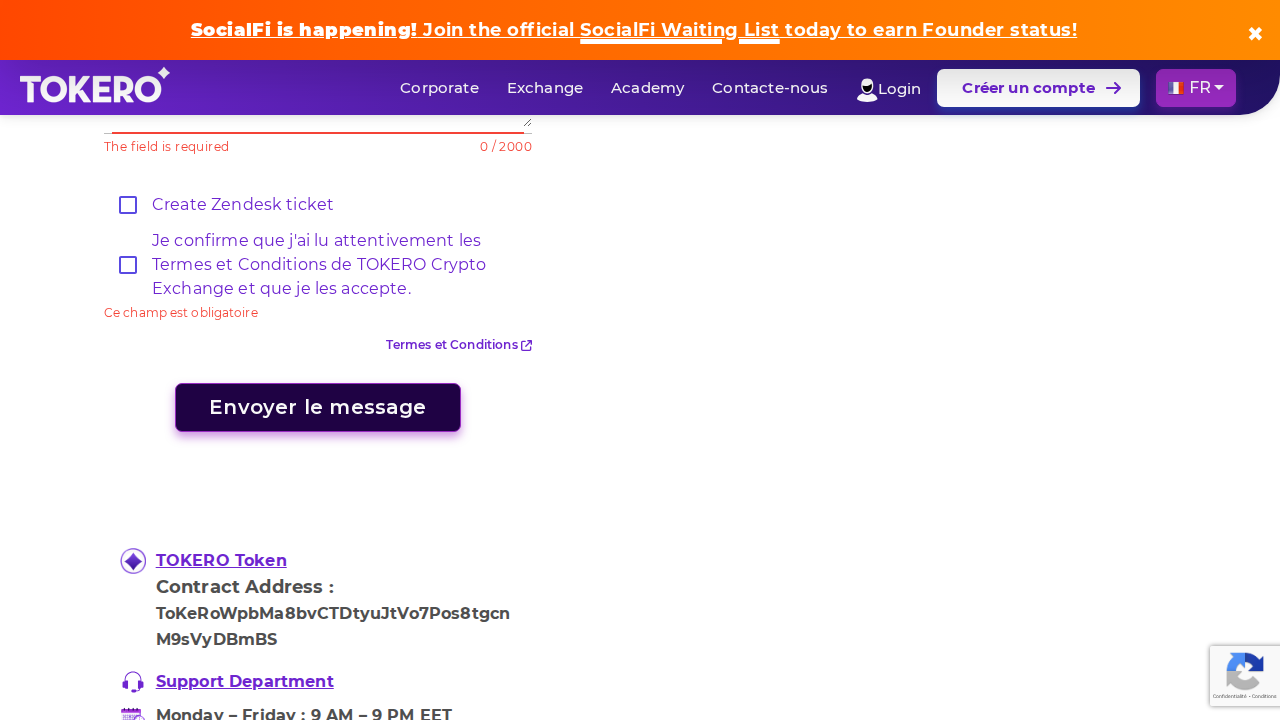 SocialFi is happening! Join the official SocialFi Waiting List today to earn Founder status!
✖
TOKERO
Corporate
Exchange
Academy
Contacte-nous
Login
Créer un compte
FR
The field is required
0 / 2000
Create Zendesk ticket
Je confirme que j'ai lu attentivement les
Termes et Conditions de TOKERO Crypto
Exchange et que je les accepte.
Ce champ est obligatoire
Termes et Conditions
Envoyer le message
TOKERO Token
Contract Address :
ToKeRoWpbMa8bvCTDtyuJtVo7Pos8tgcn
M9sVyDBmBS
Support Department
Monday – Friday : 9 AM – 9 PM EET
Confidentialité - Conditions